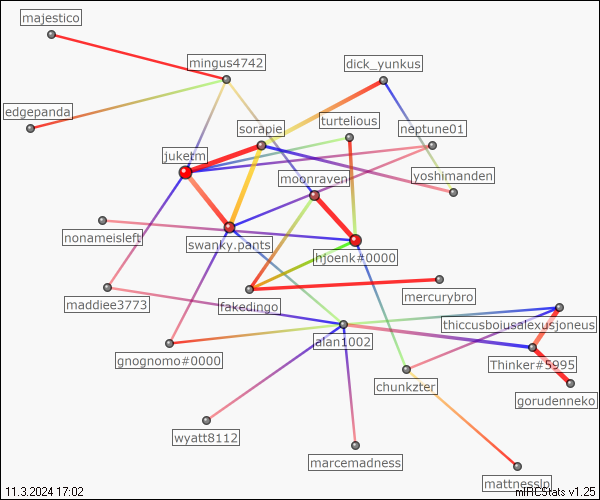 majestico
mingus4742
dick_yunkus
edgepanda
turtelious
sorapie
neptune01
juketm
moonraven
yoshimanden
nonameisleft
swanky.pants
hjoenk#0000
maddiee3773
fakedingo
mercurybro
thiccusboiusalexusjoneus
alan1002
gnognomo#0000
Thinker#5995
chunkzter
gorudenneko
wyatt8112
marcemadness
mattnesslp
11.3.2024 17:02
mIRCStats v1.25